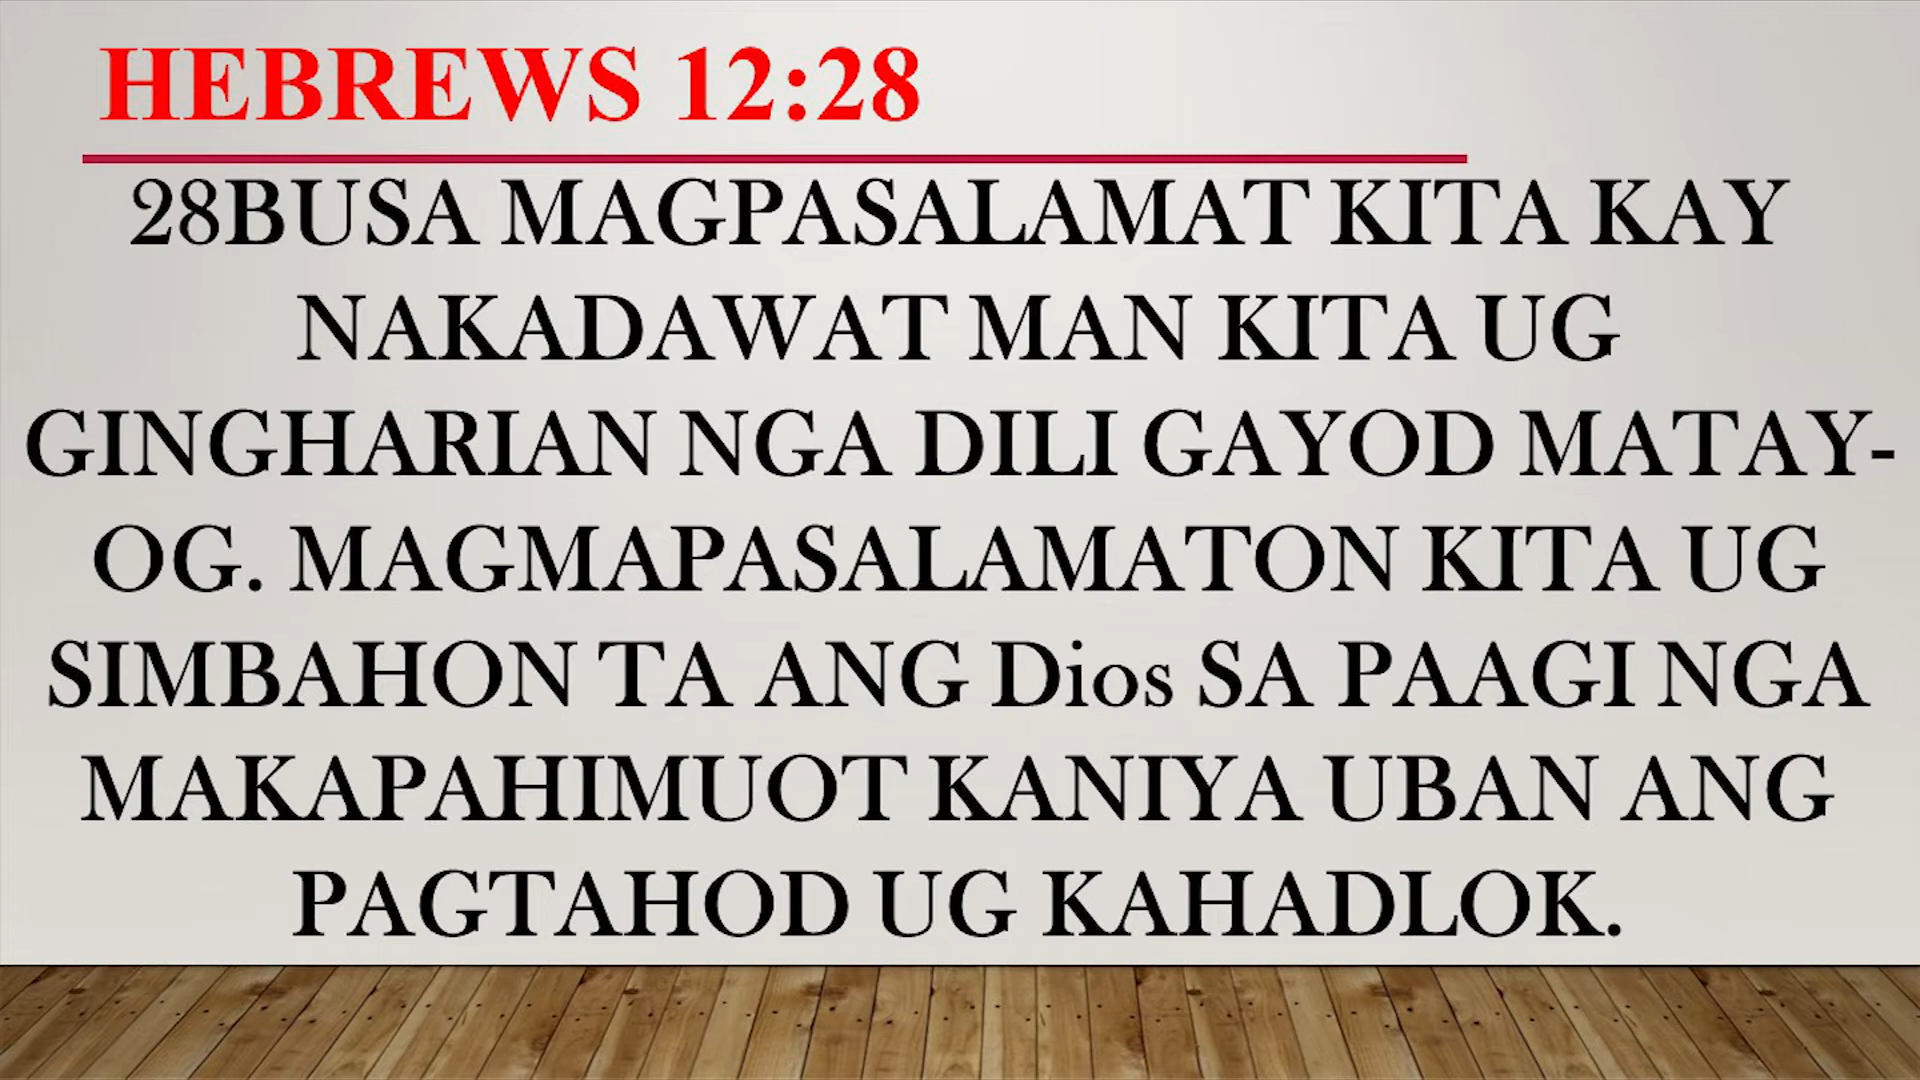 HEBREWS 12:28
28BUSA MAGPASALAMAT KITA KAY
NAKADAWAT MAN KITA UG
GINGHARIAN NGA DILI GAYOD MATAY-
OG. MAGMAPASALAMATON KITA UG
SIMBAHON TA ANG Dios SA PAAGI NGA
MAKAPAHIMUOT KANIYA UBAN ANG
PAGTAHOD UG KAHADLOK.